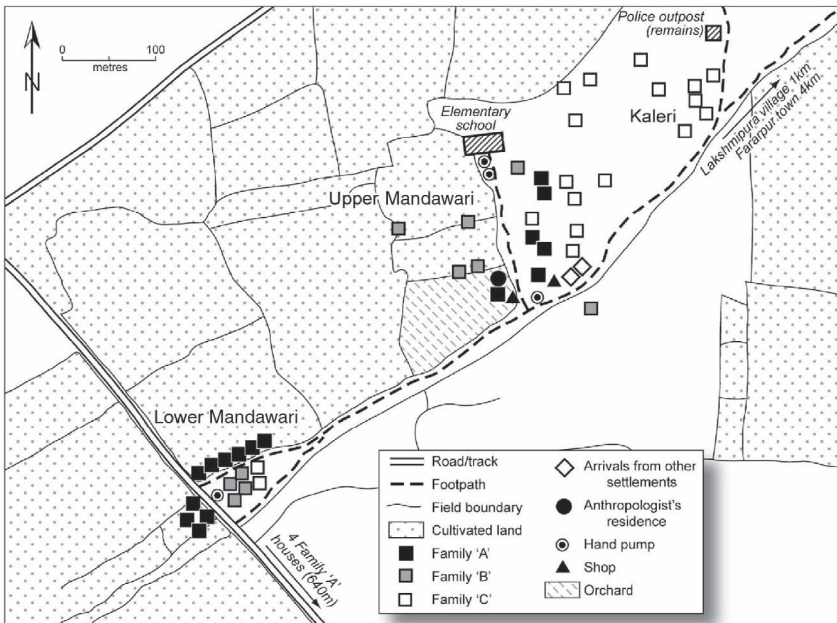 Police outpost
(remains)
0 100
metres
N
Elementary
school
Kaleri
Lakshmipura village 1km
Fararpur town 4km
Upper Mandawari
Lower Mandawari
4 Family 'A'
houses (640m)
Road/track
Footpath
Field boundary
Cultivated land
Family 'A'
Family 'B'
Family 'C'
Arrivals from other
settlements
Anthropologist's
residence
Hand pump
Shop
Orchard